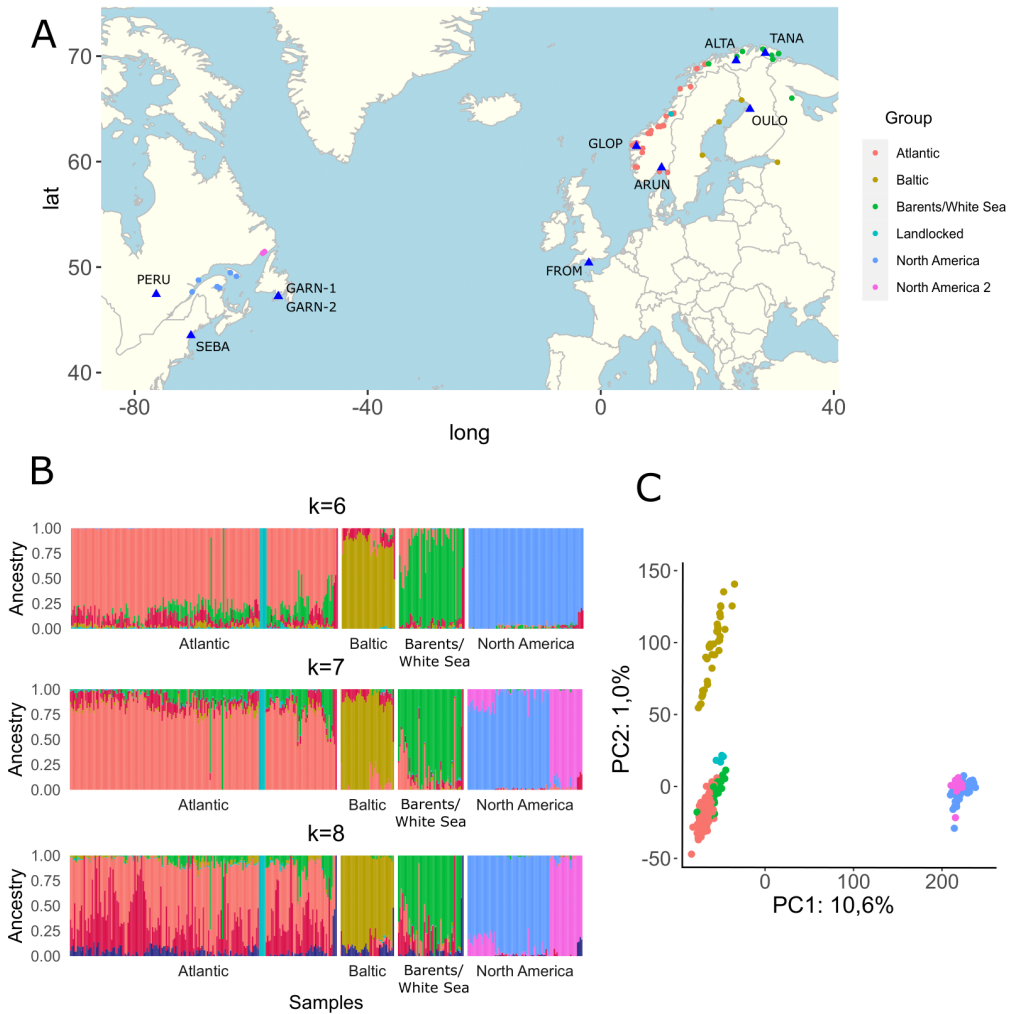 A
70
60
50
40
lat
-80
-40
0
40
long
ALTA
TANA
OULO
GLOP
ARUN
FROM
PERU
GARN-1
GARN-2
SEBA
Group
Atlantic
Baltic
Barents/White Sea
Landlocked
North America
North America 2
B
k=6
Ancestry
1.00
0.75
0.50
0.25
0.00
Atlantic
Baltic
Barents/
White Sea
North America
k=7
Ancestry
1.00
0.75
0.50
0.25
0.00
Atlantic
Baltic
Barents/
White Sea
North America
k=8
Ancestry
1.00
0.75
0.50
0.25
0.00
Atlantic
Baltic
Barents/
White Sea
North America
Samples
C
150
100
50
0
-50
PC2: 1,0%
0
100
200
PC1: 10,6%